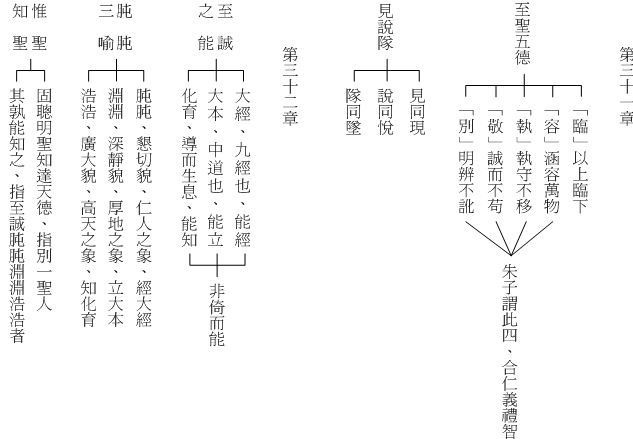 第三十一章
至聖五德
「臨」以上臨下
「容」涵容萬物
「執」執守不移
「敬」誠而不苟
「別」明辨不訛
朱子謂此四、合仁義禮智
見說隊
見同現
說同悅
隊同墜
第三十二章
至誠之能
大經、九經也、能經
大本、中道也、能立
化育、導而生息、能知
非倚而能
肫肫三喻
肫肫、懇切貌、仁人之象、經大經
淵淵、深靜貌、厚地之象、立大本
浩浩、廣大貌、高天之象、知化育
惟聖知聖
固聰明聖知達天德、指別一聖人
其孰能知之、指至誠肫肫淵淵浩浩者